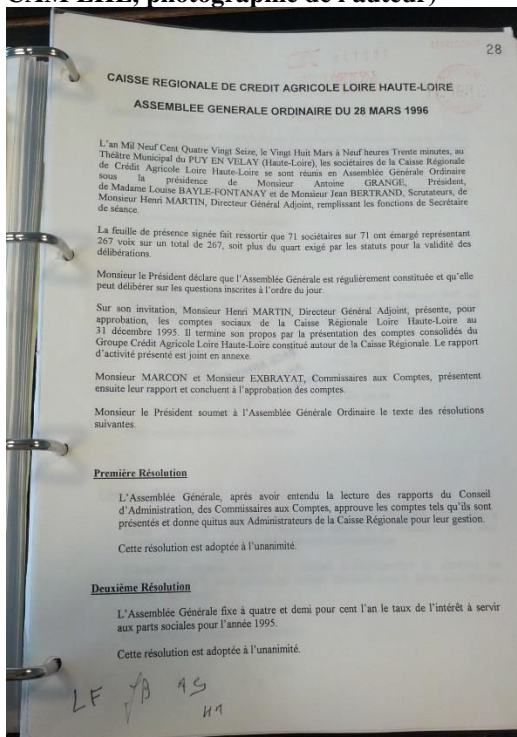 CAMPLHL, photographie de l'auteur)
28
CAISSE REGIONALE DE CREDIT AGRICOLE LOIRE HAUTE-LOIRE
ASSEMBLEE GENERALE ORDINAIRE DU 28 MARS 1996
L'an Mil Neuf Cent Quatre Vingt Seize, le Vingt Huit Mars à Neuf heures Trente minutes, au
Théâtre Municipal du PUY EN VELAY (Haute-Loire), les sociétaires de la Caisse Régionale
de Crédit Agricole Loire Haute-Loire se sont réunis en Assemblée Générale Ordinaire
sous la présidence de Monsieur Antoine GRANGE, Président,
de Madame Louise BAYLE-FONTANAY et de Monsieur Jean BERTRAND, Scrutateurs, de
Monsieur Henri MARTIN, Directeur Général Adjoint, remplissant les fonctions de Secrétaire
de séance.
La feuille de présence signée fait ressortir que 71 sociétaires sur 71 ont émargé représentant
267 voix sur un total de 267, soit plus du quart exigé par les statuts pour la validité des
délibérations.
Monsieur le Président déclare que l'Assemblée Générale est régulièrement constituée et qu'elle
peut délibérer sur les questions inscrites à l'ordre du jour.
Sur son invitation, Monsieur Henri MARTIN, Directeur Général Adjoint, présente, pour
approbation, les comptes sociaux de la Caisse Régionale Loire Haute-Loire au
31 décembre 1995. Il termine son propos par la présentation des comptes consolidés du
Groupe Crédit Agricole Loire Haute-Loire constitué autour de la Caisse Régionale. Le rapport
d'activité présenté est joint en annexe.
Monsieur MARCON et Monsieur EXBRAYAT, Commissaires aux Comptes, présentent
ensuite leur rapport et concluent à l'approbation des comptes.
Monsieur le Président soumet à l'Assemblée Générale Ordinaire le texte des résolutions
suivantes.
Première Résolution
L'Assemblée Générale, après avoir entendu la lecture des rapports du Conseil
d'Administration, des Commissaires aux Comptes, approuve les comptes tels qu'ils sont
présentés et donne quitus aux Administrateurs de la Caisse Régionale pour leur gestion.
Cette résolution est adoptée à l'unanimité.
Deuxième Résolution
L'Assemblée Générale fixe à quatre et demi pour cent l'an le taux de l'intérêt à servir
aux parts sociales pour l'année 1995.
Cette résolution est adoptée à l'unanimité.
LF JB AS
HM